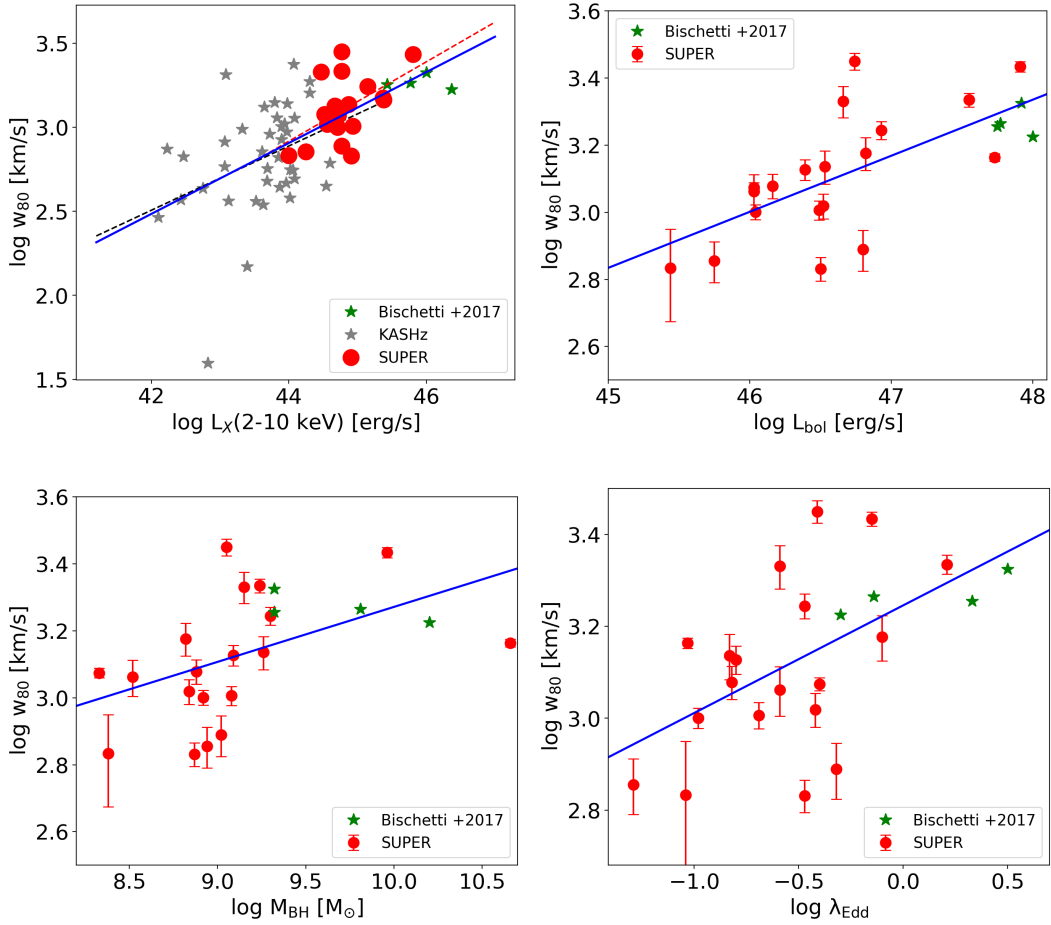 3.5
3.0
2.5
2.0
1.5
log w80 [km/s]
42 43 44 45 46
log LX(2-10 keV) [erg/s]
Bischetti +2017
KASHz
SUPER
3.6
3.4
3.2
3.0
2.8
2.6
log w80 [km/s]
45 46 47 48
log Lbol [erg/s]
Bischetti +2017
SUPER
3.6
3.4
3.2
3.0
2.8
2.6
log w80 [km/s]
8.5 9.0 9.5 10.0 10.5
log MBH [M⊙]
Bischetti +2017
SUPER
3.4
3.2
3.0
2.8
log w80 [km/s]
−1.0 −0.5 0.0 0.5
log λEdd
Bischetti +2017
SUPER